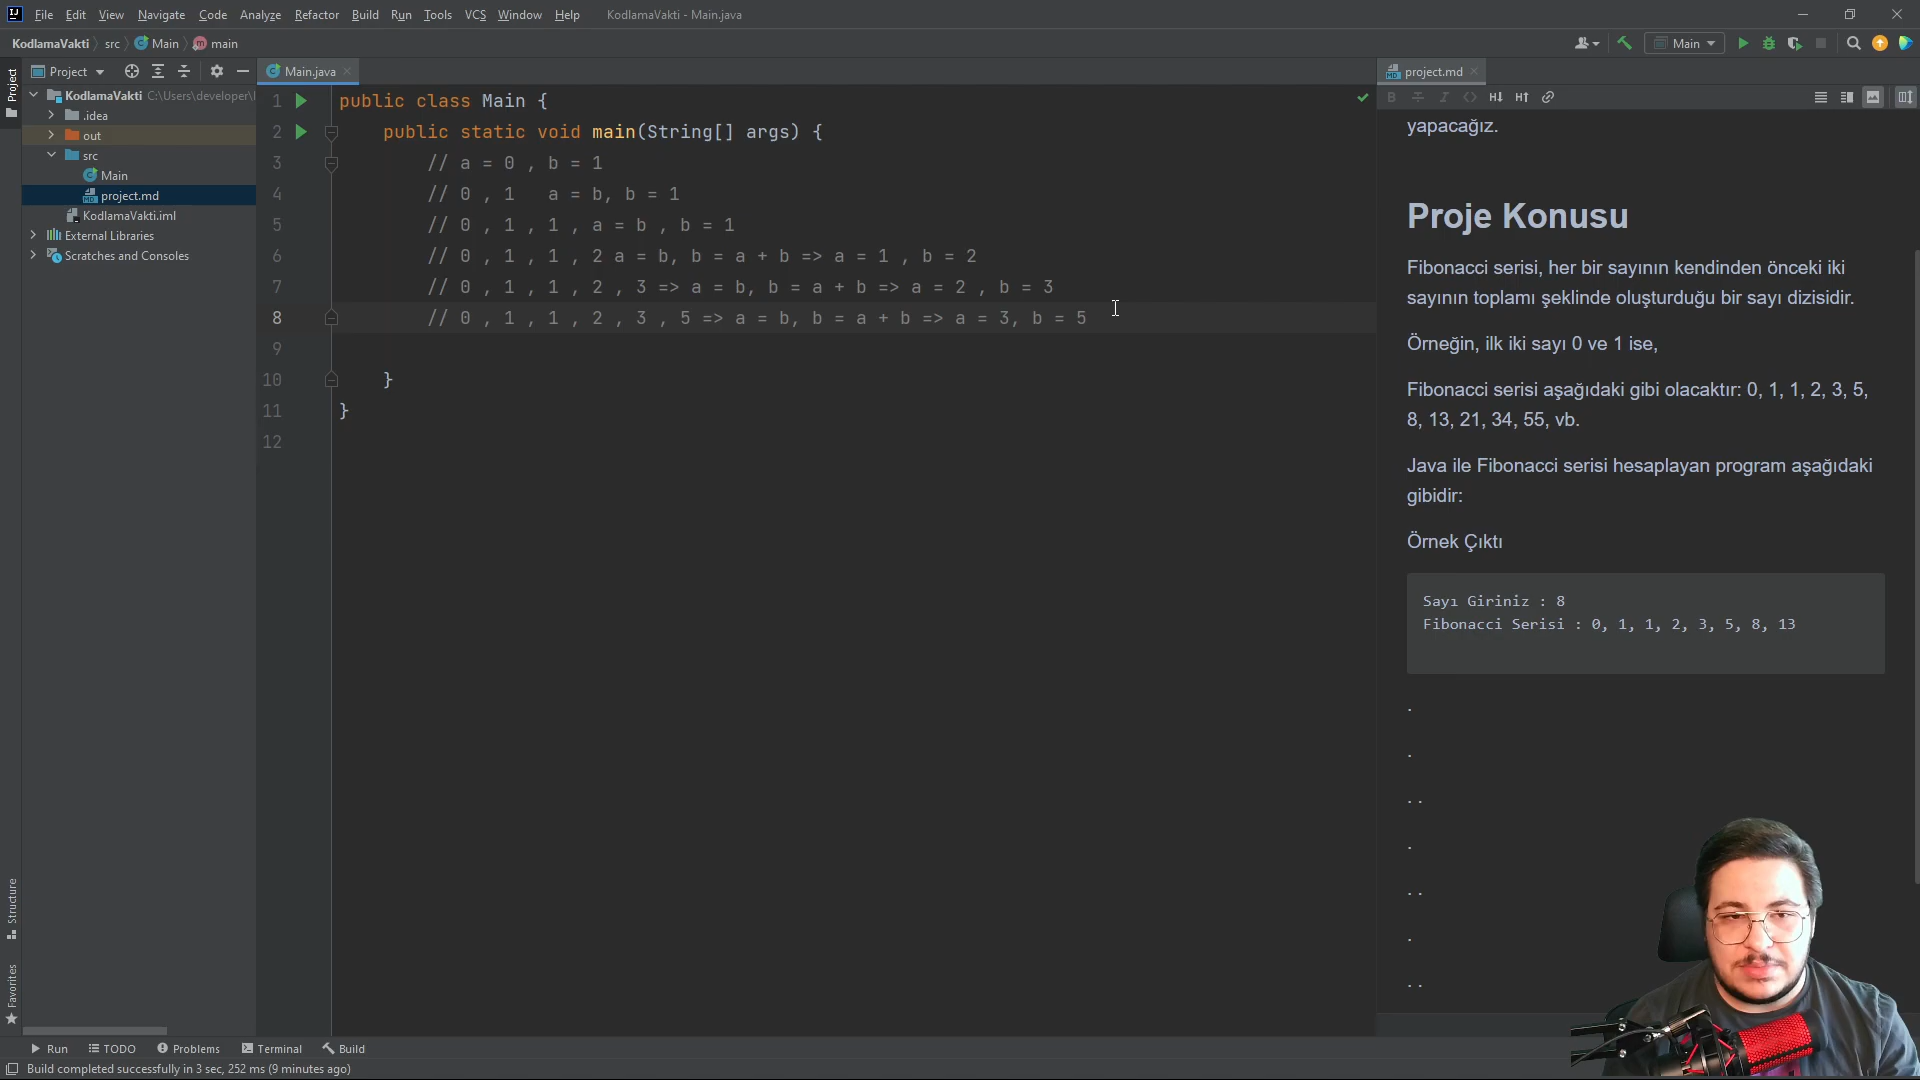 File Edit View Navigate Code Analyze Refactor Build Run Tools VCS Window Help KodlamaVakti - Main.java
KodlamaVakti src Main main
Main
Project
Main.java
project.md
KodlamaVakti C:\Users\developer\
.idea
out
src
Main
project.md
KodlamaVakti.iml
External Libraries
Scratches and Consoles
Project
Structure
Favorites
1 public class Main {
2 public static void main(String[] args) {
3 // a = 0 , b = 1
4 // 0 , 1   a = b, b = 1
5 // 0 , 1 , 1 , a = b , b = 1
6 // 0 , 1 , 1 , 2 a = b, b = a + b => a = 1 , b = 2
7 // 0 , 1 , 1 , 2 , 3 => a = b, b = a + b => a = 2 , b = 3
8 // 0 , 1 , 1 , 2 , 3 , 5 => a = b, b = a + b => a = 3, b = 5
9
10 }
11 }
12
yapacağız.
Proje Konusu
Fibonacci serisi, her bir sayının kendinden önceki iki
sayının toplamı şeklinde oluşturduğu bir sayı dizisidir.
Örneğin, ilk iki sayı 0 ve 1 ise,
Fibonacci serisi aşağıdaki gibi olacaktır: 0, 1, 1, 2, 3, 5,
8, 13, 21, 34, 55, vb.
Java ile Fibonacci serisi hesaplayan program aşağıdaki
gibidir:
Örnek Çıktı
Sayı Giriniz : 8
Fibonacci Serisi : 0, 1, 1, 2, 3, 5, 8, 13
.
.
. .
.
. .
.
. .
Run TODO Problems Terminal Build
Build completed successfully in 3 sec, 252 ms (9 minutes ago)